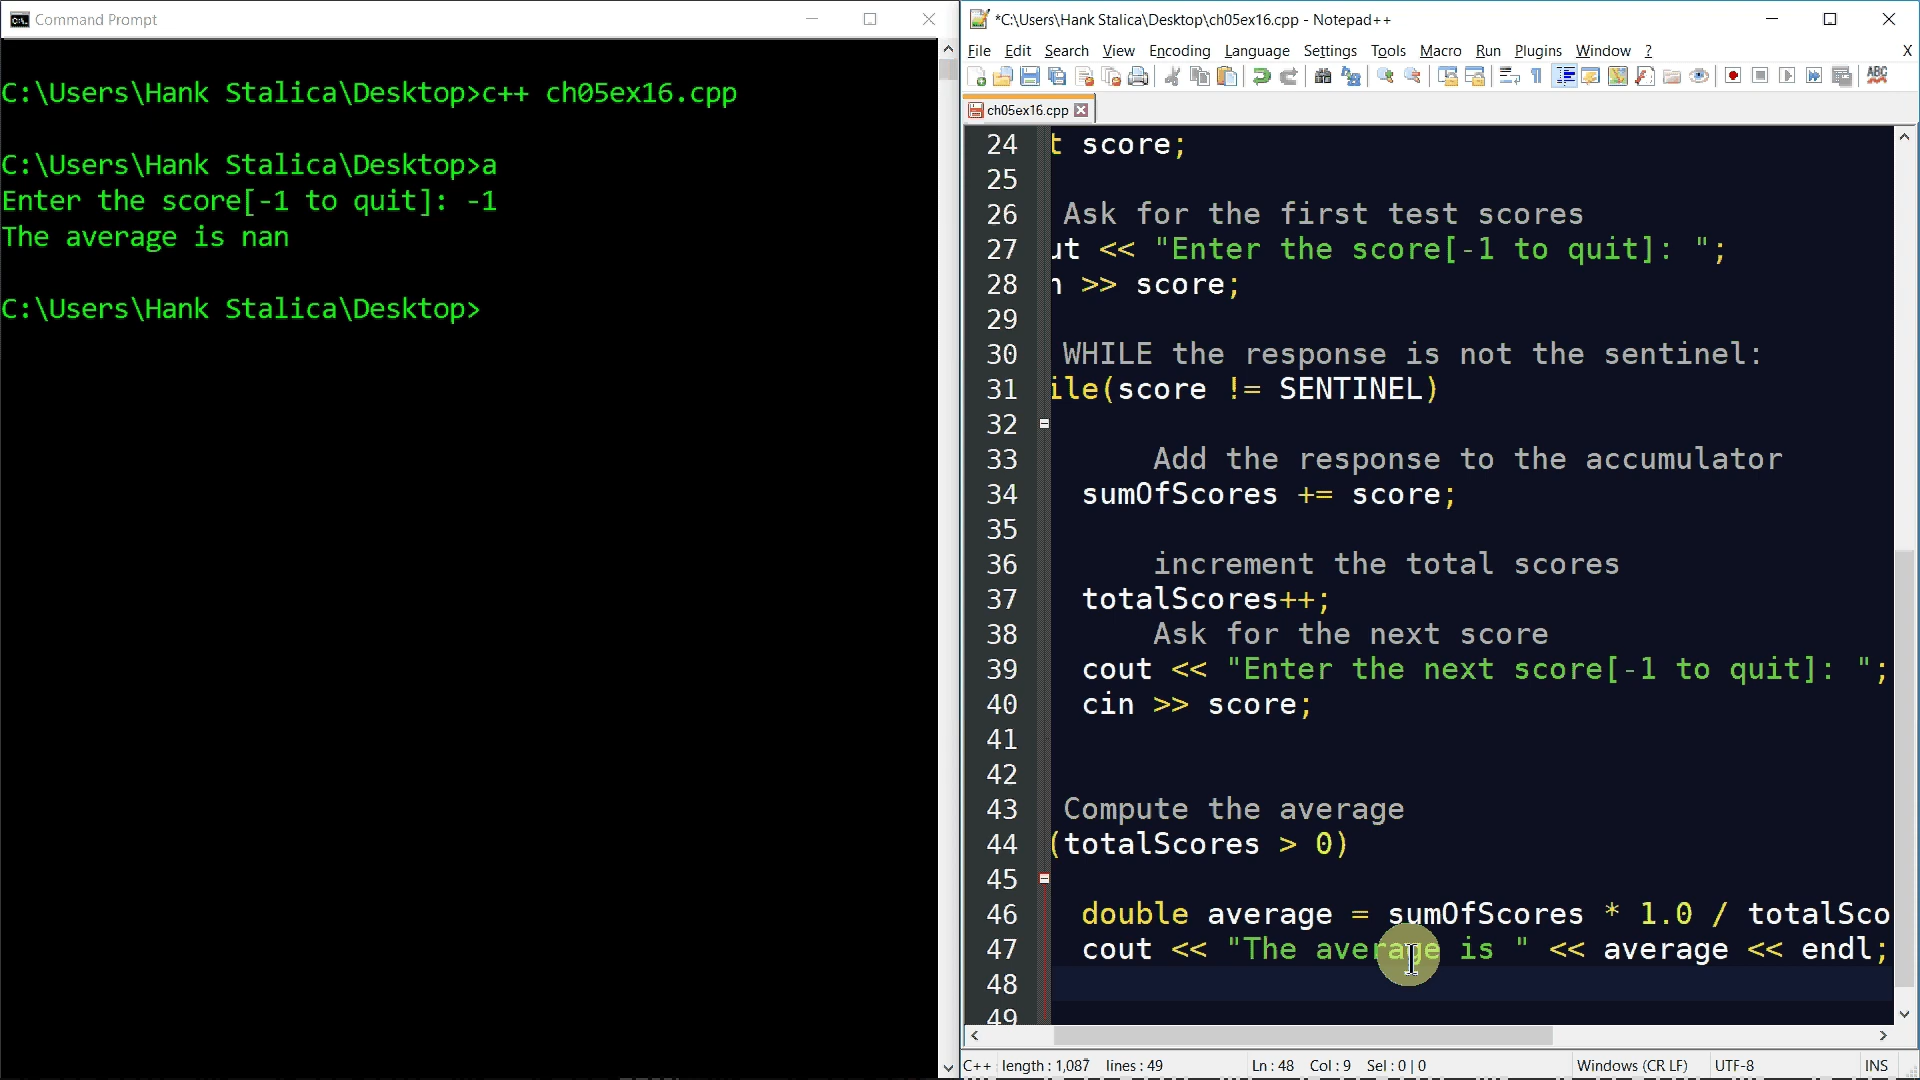 Command Prompt
C:\Users\Hank Stalica\Desktop>c++ ch05ex16.cpp
C:\Users\Hank Stalica\Desktop>a
Enter the score[-1 to quit]: -1
The average is nan
C:\Users\Hank Stalica\Desktop>
*C:\Users\Hank Stalica\Desktop\ch05ex16.cpp - Notepad++
File Edit Search View Encoding Language Settings Tools Macro Run Plugins Window ? X
ch05ex16.cpp
24 t score;
25
26 Ask for the first test scores
27 ut << "Enter the score[-1 to quit]: ";
28 n >> score;
29
30 WHILE the response is not the sentinel:
31 ile(score != SENTINEL)
32
33 Add the response to the accumulator
34 sumOfScores += score;
35
36 increment the total scores
37 totalScores++;
38 Ask for the next score
39 cout << "Enter the next score[-1 to quit]: ";
40 cin >> score;
41
42
43 Compute the average
44 (totalScores > 0)
45
46 double average = sumOfScores * 1.0 / totalSco
47 cout << "The average is " << average << endl;
48
49
C++ length : 1,087 lines : 49 Ln : 48 Col : 9 Sel : 0 | 0 Windows (CR LF) UTF-8 INS